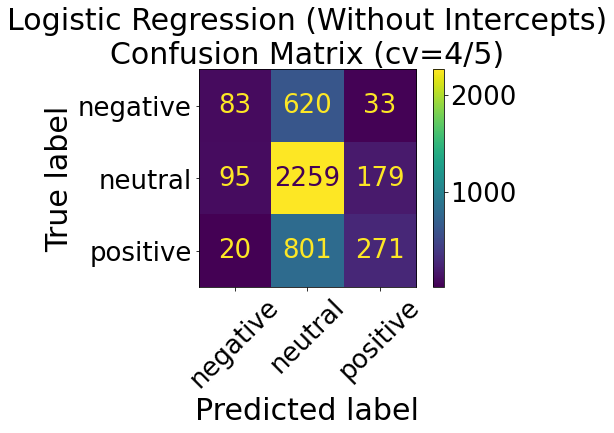 Logistic Regression (Without Intercepts)
Confusion Matrix (cv=4/5)
True label
negative 83 620 33
neutral 95 2259 179
positive 20 801 271
2000
1000
negative neutral positive
Predicted label